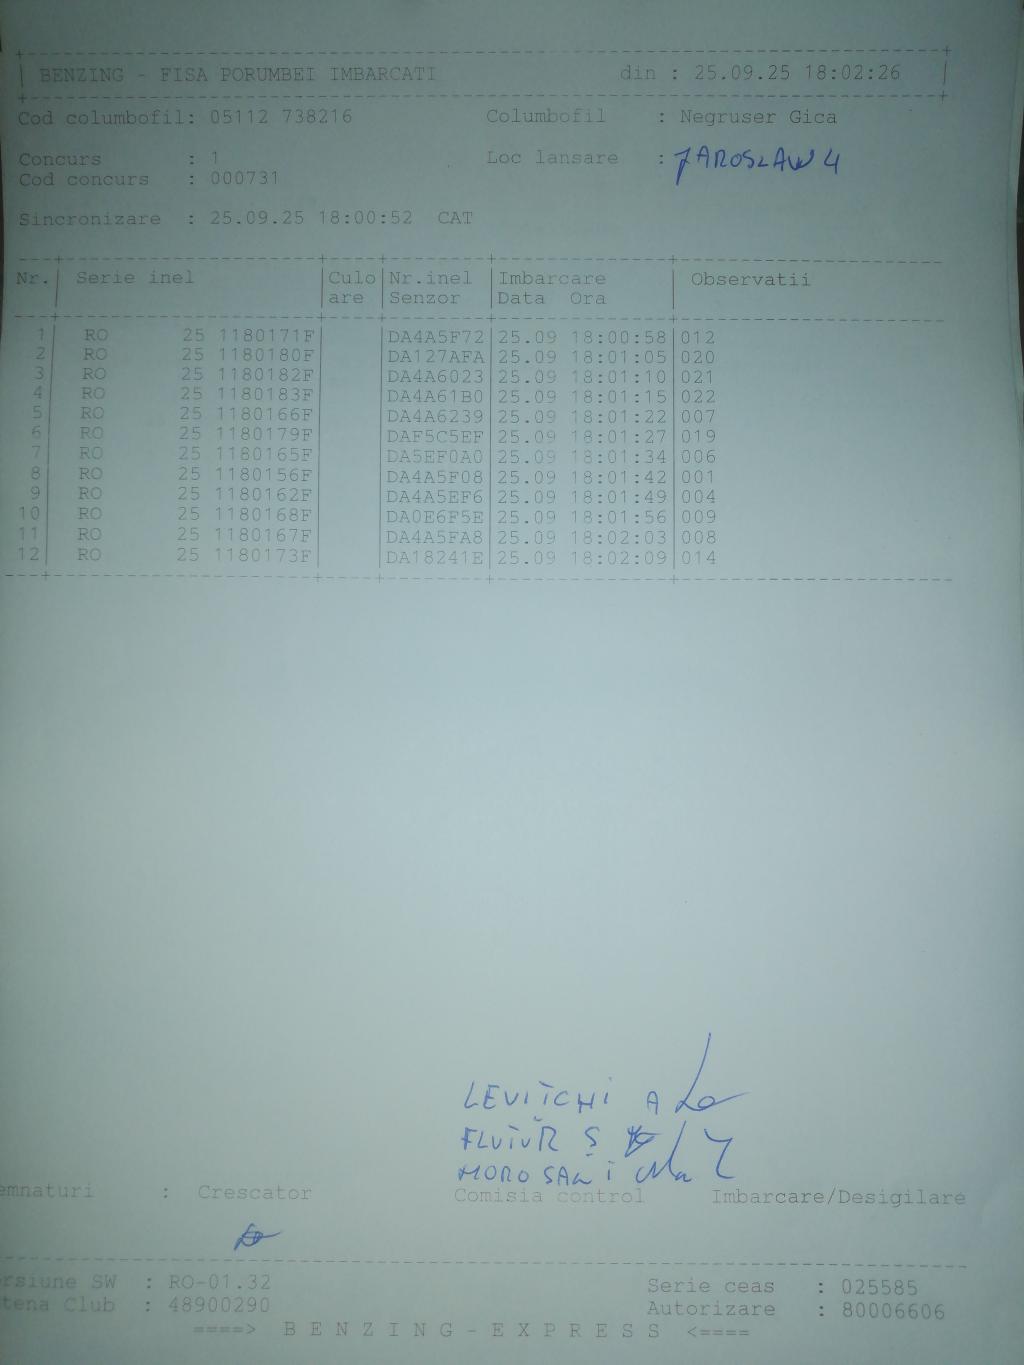 BENZING - FISA PORUMBEI IMBARCATI din : 25.09.25 18:02:26
Cod columbofil: 05112 738216 Columbofil : Negruser Gica
Concurs : 1 Loc lansare : JAROSLAW 4
Cod concurs : 000731
Sincronizare : 25.09.25 18:00:52 CAT
Nr. Serie inel Culo Nr.inel Imbarcare Observatii
are Senzor Data Ora
1 RO 25 1180171F DA4A5F72 25.09 18:00:58 012
2 RO 25 1180180F DA127AFA 25.09 18:01:05 020
3 RO 25 1180182F DA4A6023 25.09 18:01:10 021
4 RO 25 1180183F DA4A61B0 25.09 18:01:15 022
5 RO 25 1180166F DA4A6239 25.09 18:01:22 007
6 RO 25 1180179F DAF5C5EF 25.09 18:01:27 019
7 RO 25 1180165F DA5EF0A0 25.09 18:01:34 006
8 RO 25 1180156F DA4A5F08 25.09 18:01:42 001
9 RO 25 1180162F DA4A5EF6 25.09 18:01:49 004
10 RO 25 1180168F DA0E6F5E 25.09 18:01:56 009
11 RO 25 1180167F DA4A5FA8 25.09 18:02:03 008
12 RO 25 1180173F DA18241E 25.09 18:02:09 014
LEVITCHI A
FLUTUR Ș
MOROSAN I
emnaturi : Crescator Comisia control Imbarcare/Desigilare
rsiune SW : RO-01.32 Serie ceas : 025585
tena Club : 48900290 Autorizare : 80006606
====> B E N Z I N G - E X P R E S S <====